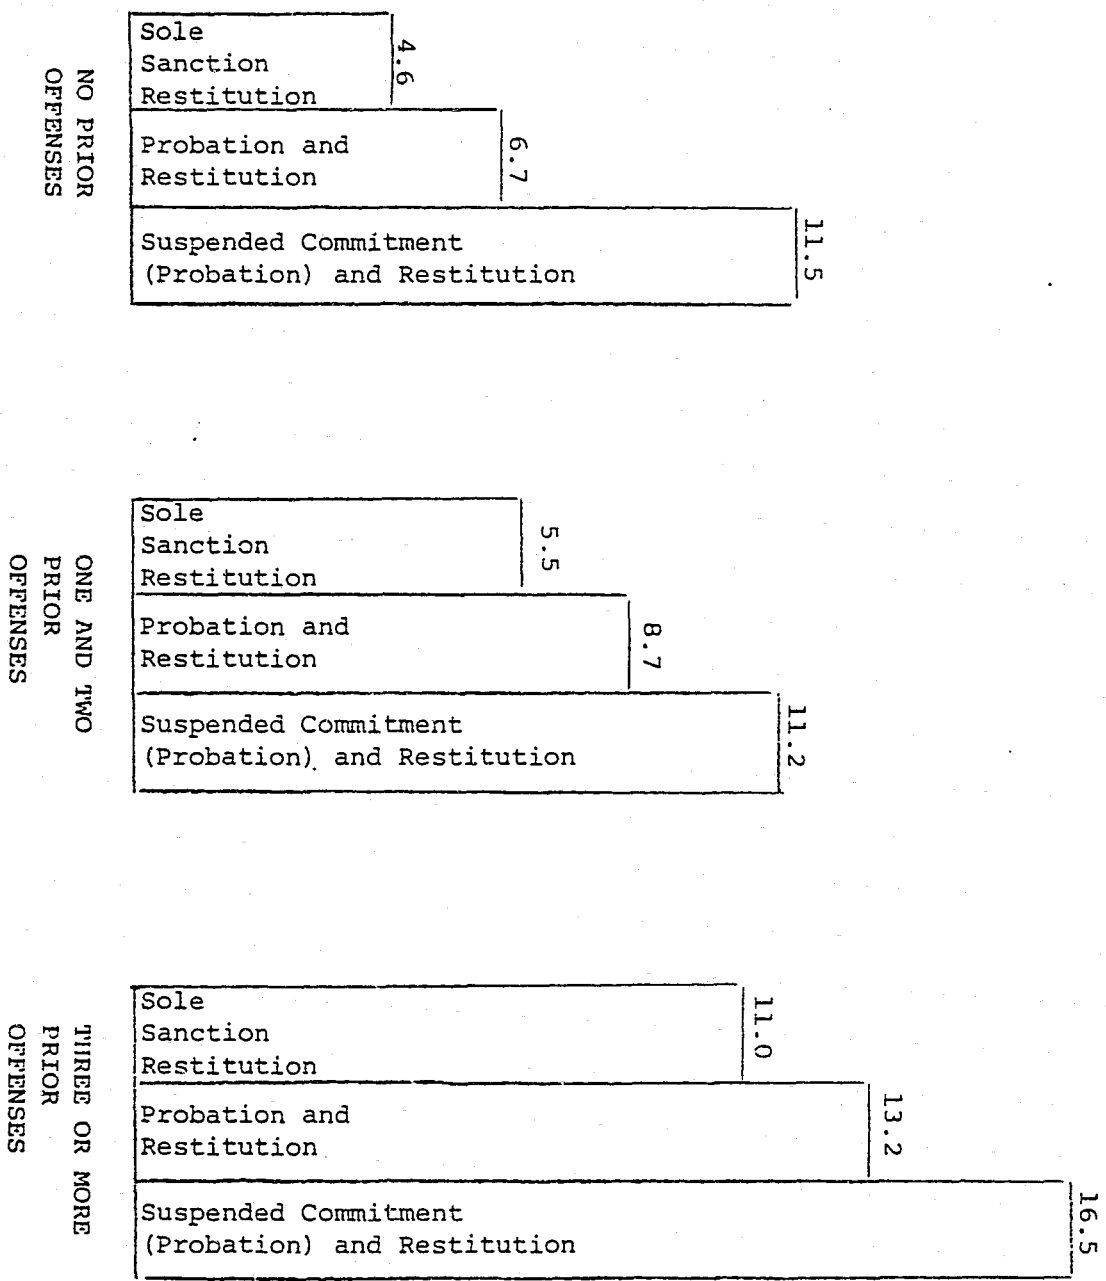 NO PRIOR
OFFENSES
Sole
Sanction
Restitution
4.6
Probation and
Restitution
6.7
Suspended Commitment
(Probation) and Restitution
11.5
ONE AND TWO
PRIOR
OFFENSES
Sole
Sanction
Restitution
5.5
Probation and
Restitution
8.7
Suspended Commitment
(Probation) and Restitution
11.2
THREE OR MORE
PRIOR
OFFENSES
Sole
Sanction
Restitution
11.0
Probation and
Restitution
13.2
Suspended Commitment
(Probation) and Restitution
16.5